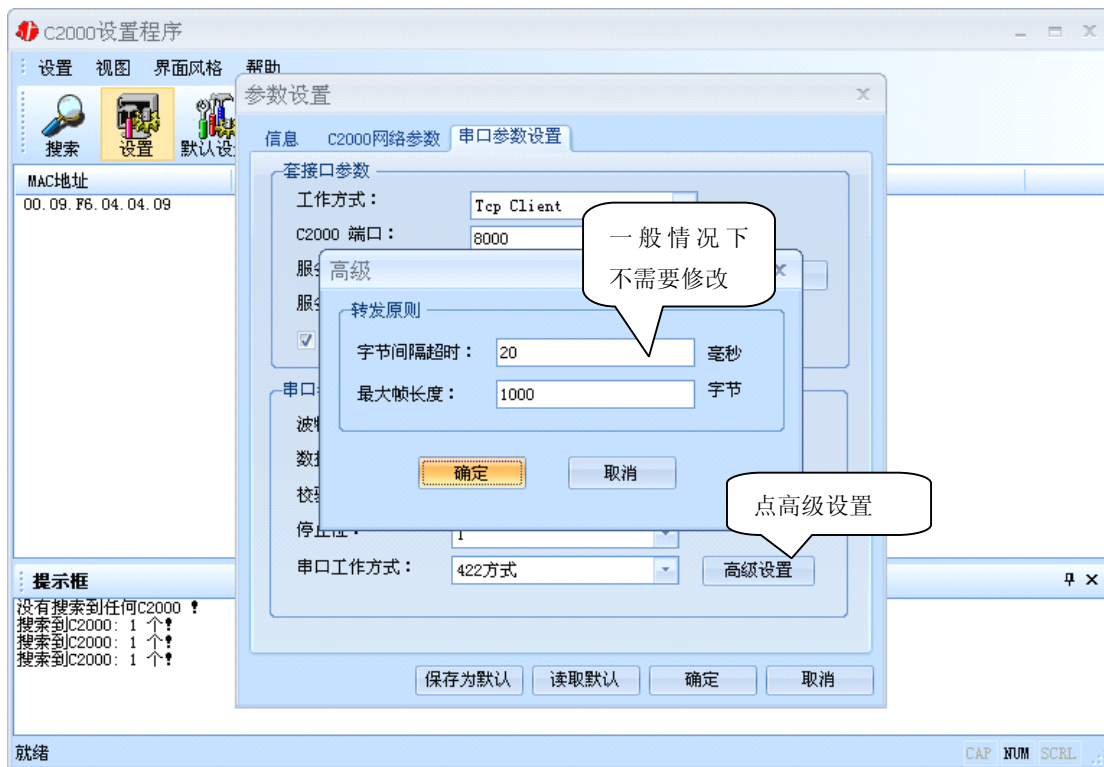 C2000设置程序
设置 视图 界面风格 帮助
搜索 设置 默认设
MAC地址
00.09.F6.04.04.09
参数设置
信息 C2000网络参数 串口参数设置
套接口参数
工作方式： Tcp Client
C2000 端口： 8000
一般情况下
不需要修改
高级
转发原则
字节间隔超时： 20 毫秒
最大帧长度： 1000 字节
确定 取消
点高级设置
停止位： 1
串口工作方式： 422方式 高级设置
保存为默认 读取默认 确定 取消
提示框
没有搜索到任何C2000 !
搜索到C2000: 1 个!
搜索到C2000: 1 个!
搜索到C2000: 1 个!
就绪
CAP NUM SCRL